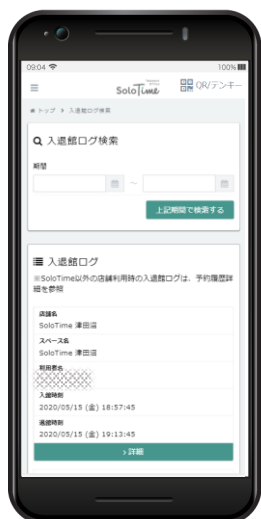 09:04
100%
SoloTime
QR/テンキー
トップ
入退館ログ検索
入退館ログ検索
期間
～
上記期間で検索する
入退館ログ
※SoloTime以外の店舗利用時の入退館ログは、予約履歴詳
細を参照
店舗名
SoloTime 津田沼
スペース名
SoloTime 津田沼
利用者名
入館時刻
2020/05/15 (金) 18:57:45
退館時刻
2020/05/15 (金) 19:13:45
›詳細